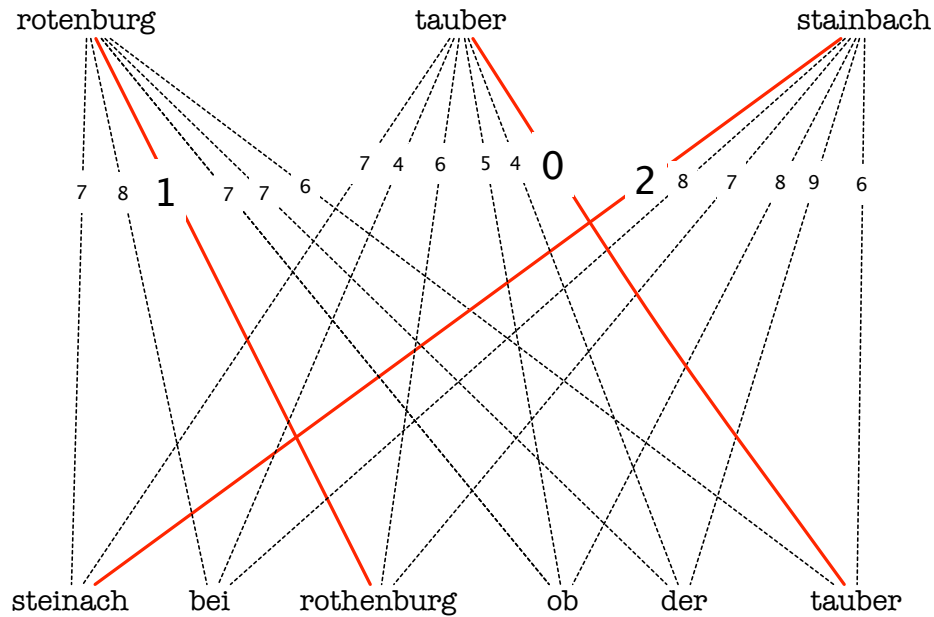 rotenburg tauber stainbach
7 8 1 7 7 6 7 4 6 5 4 0 2 8 7 8 9 6
steinach bei rothenburg ob der tauber